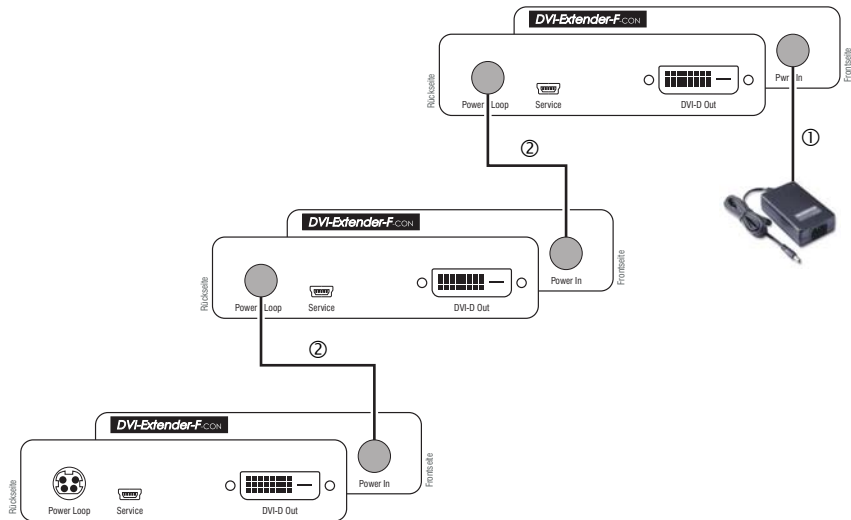 DVI-Extender-F-CON
Rückseite
Power Loop
Service
DVI-D Out
Pwr In
Frontseite
①
②
DVI-Extender-F-CON
Rückseite
Power Loop
Service
DVI-D Out
Power In
Frontseite
②
DVI-Extender-F-CON
Rückseite
Power Loop
Service
DVI-D Out
Power In
Frontseite